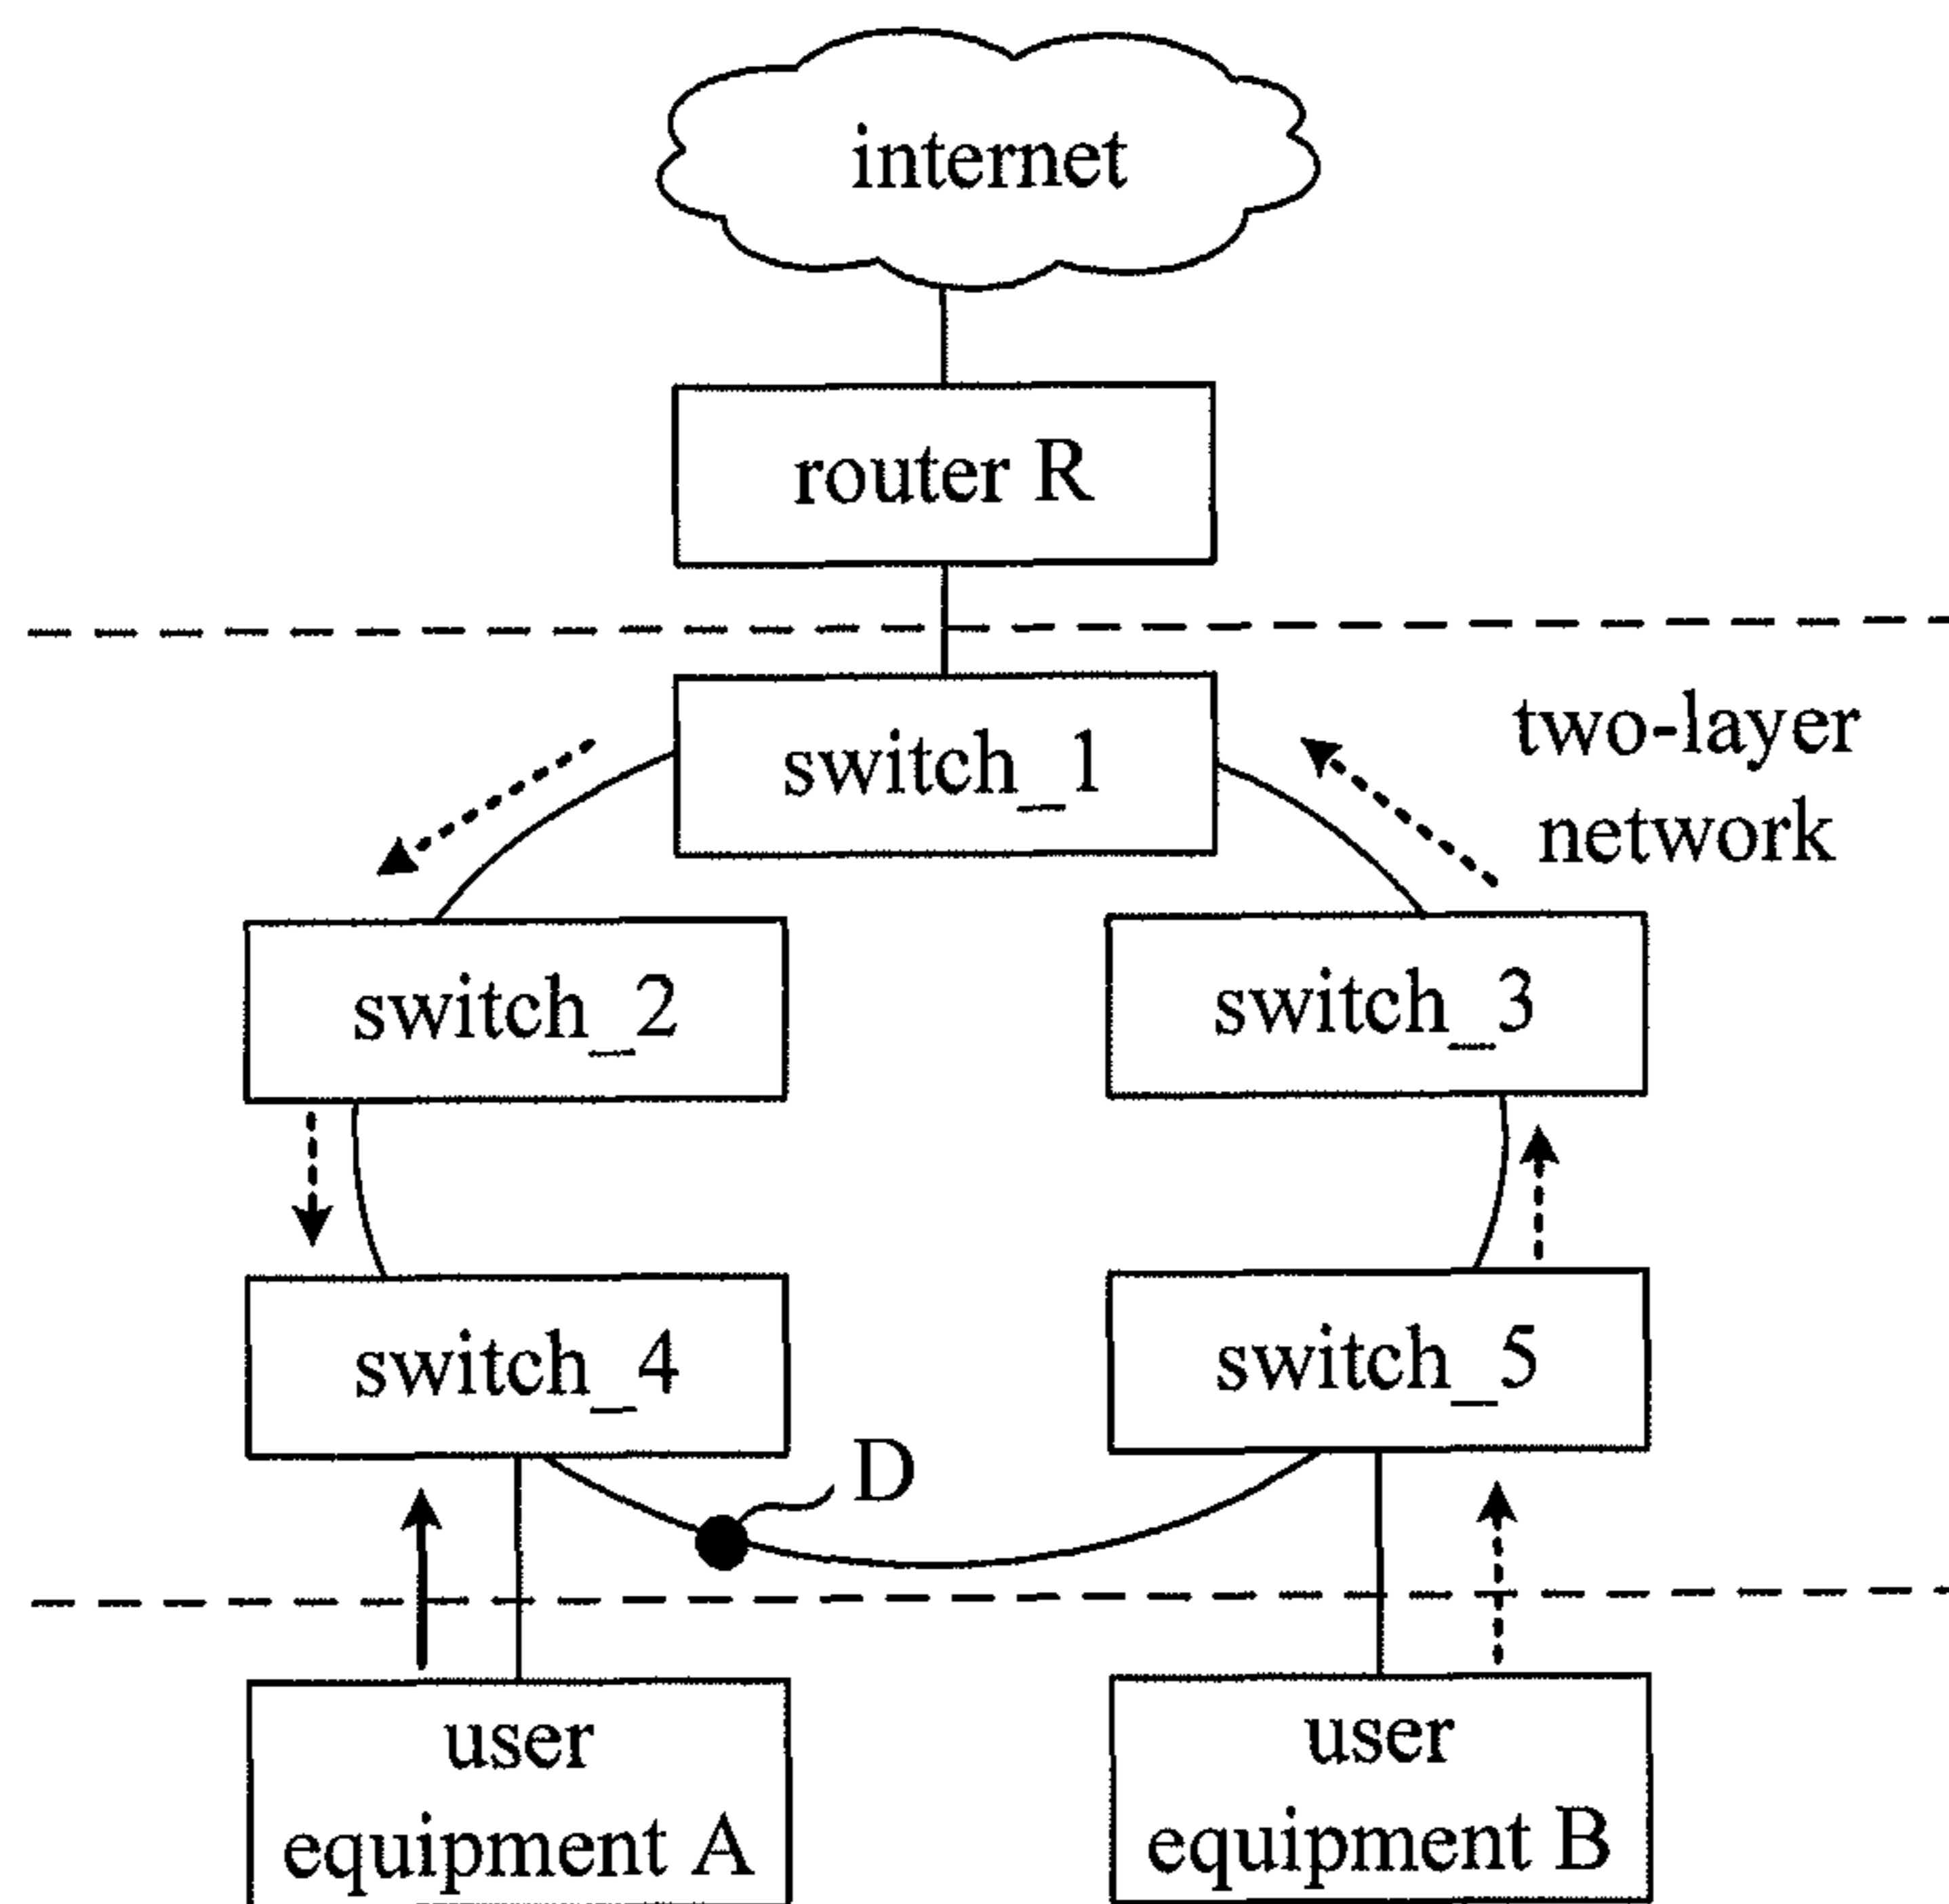 internet
router R
two-layer
network
switch_1
switch_2
switch_3
switch_4
switch_5
D
user
equipment A
user
equipment B